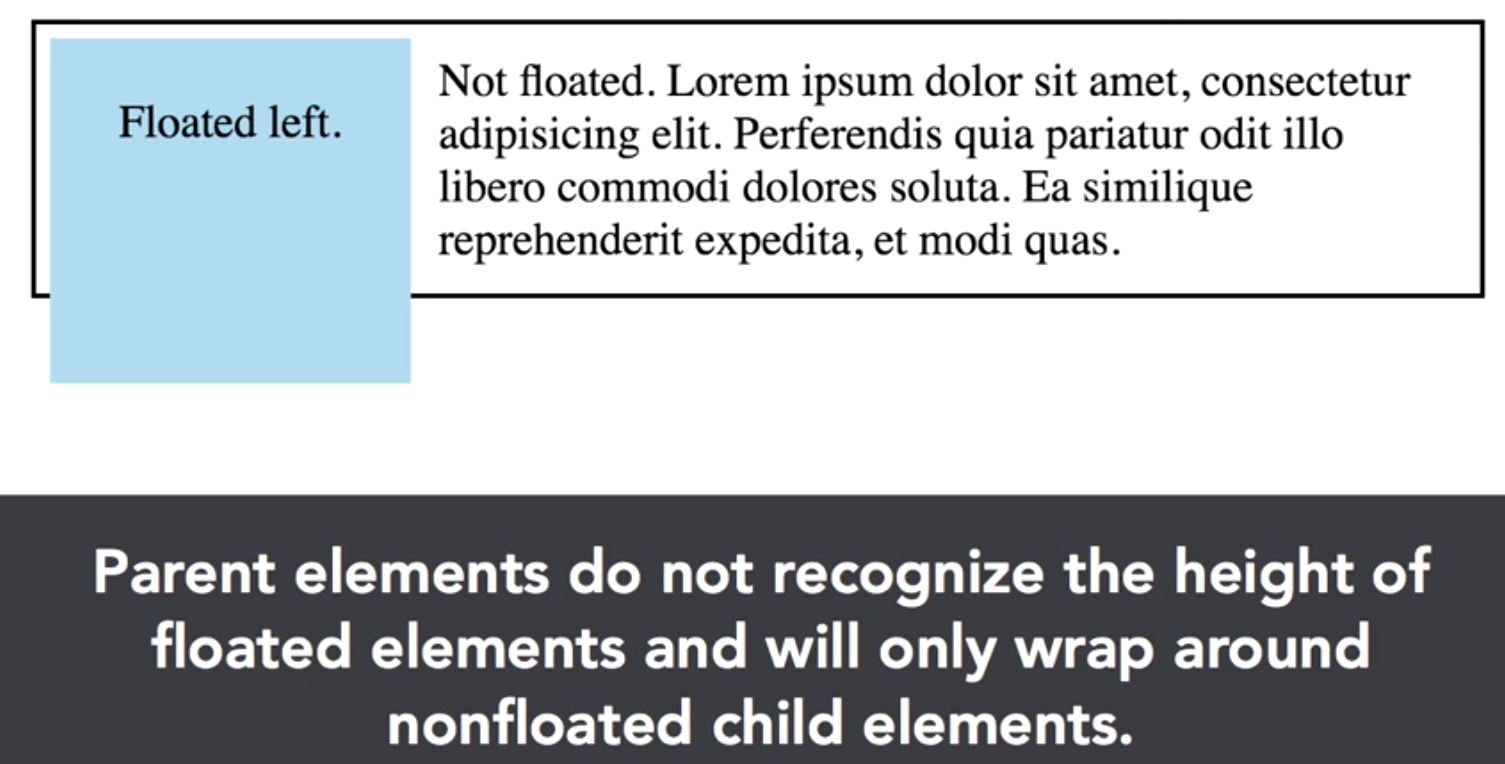 Floated left.
Not floated. Lorem ipsum dolor sit amet, consectetur
adipisicing elit. Perferendis quia pariatur odit illo
libero commodi dolores soluta. Ea similique
reprehenderit expedita, et modi quas.
Parent elements do not recognize the height of
floated elements and will only wrap around
nonfloated child elements.